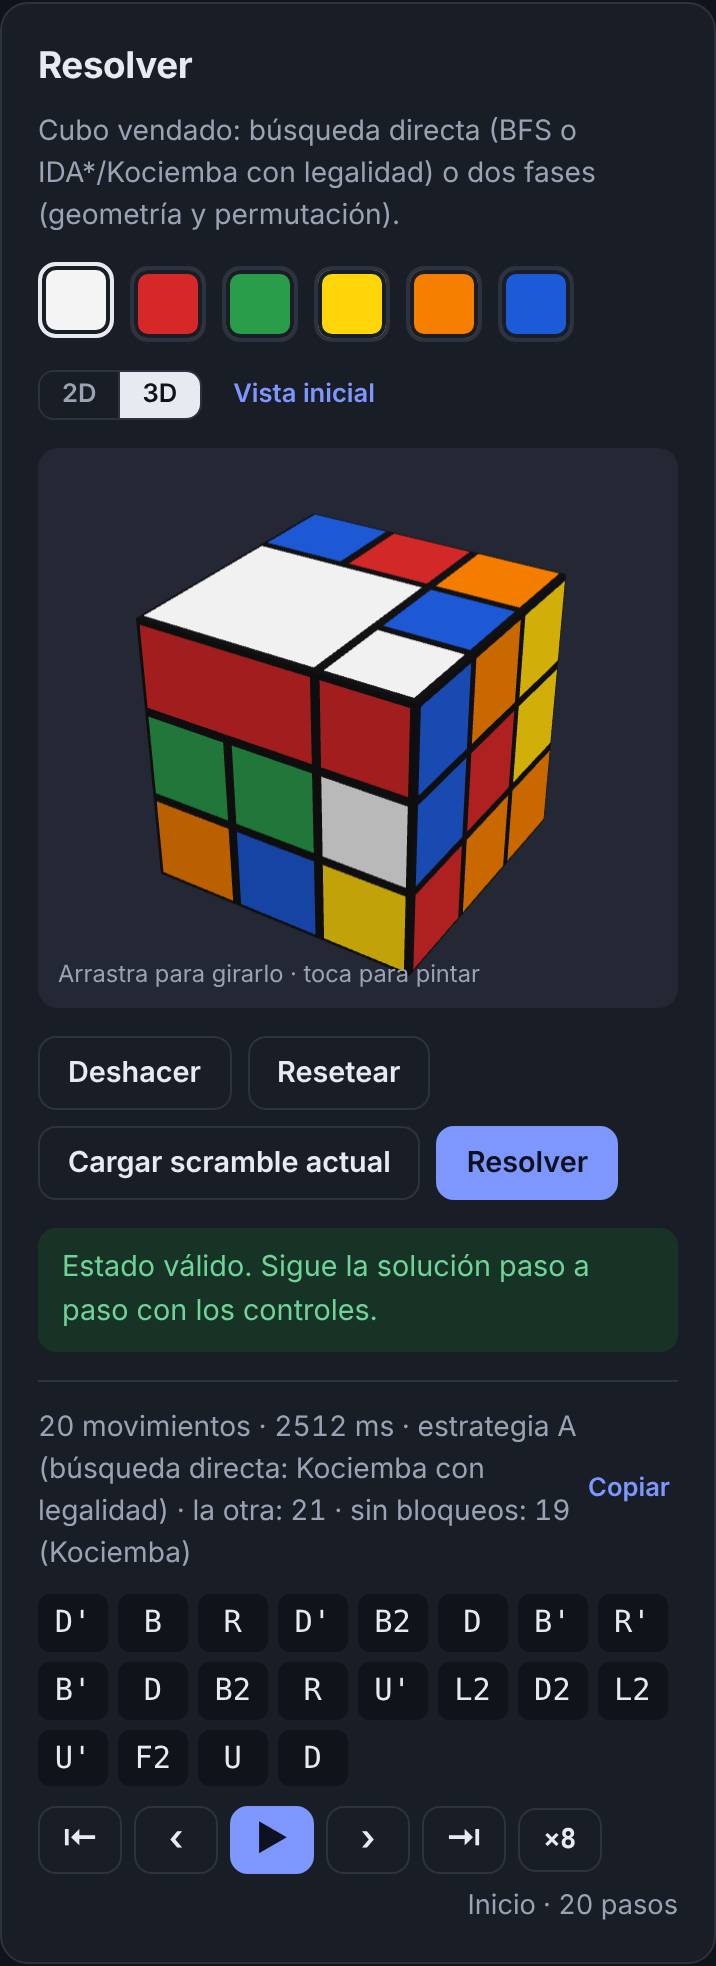 Resolver
Cubo vendado: búsqueda directa (BFS o
IDA*/Kociemba con legalidad) o dos fases
(geometría y permutación).
2D 3D Vista inicial
Arrastra para girarlo · toca para pintar
Deshacer Resetear
Cargar scramble actual Resolver
Estado válido. Sigue la solución paso a
paso con los controles.
20 movimientos · 2512 ms · estrategia A
(búsqueda directa: Kociemba con
legalidad) · la otra: 21 · sin bloqueos: 19
(Kociemba)
Copiar
D' B R D' B2 D B' R'
B' D B2 R U' L2 D2 L2
U' F2 U D
×8
Inicio · 20 pasos